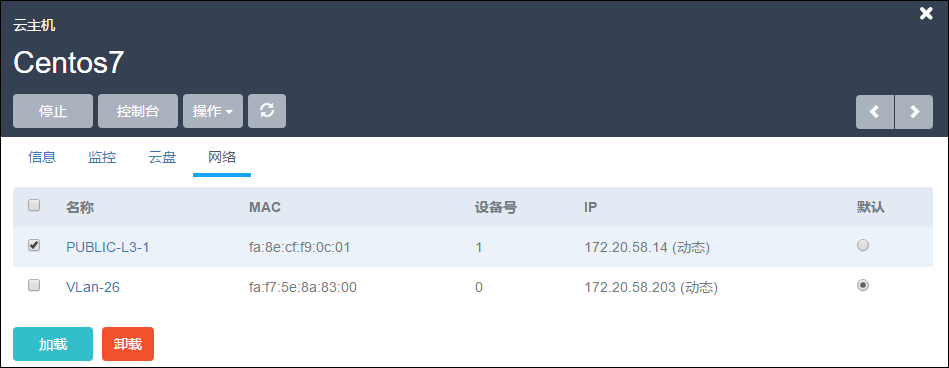 云主机
Centos7
停止 控制台 操作
信息 监控 云盘 网络
名称 MAC 设备号 IP 默认
PUBLIC-L3-1 fa:8e:cf:f9:0c:01 1 172.20.58.14 (动态)
VLan-26 fa:f7:5e:8a:83:00 0 172.20.58.203 (动态)
加载 卸载